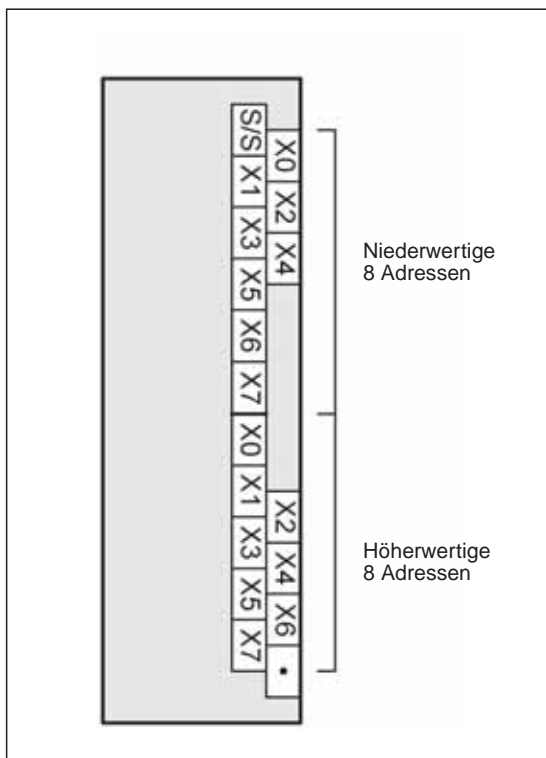 S/S
X0
X1
X2
X3
X4
X5
X6
X7
X0
X1
X2
X3
X4
X5
X6
X7
•
Niederwertige
8 Adressen
Höherwertige
8 Adressen